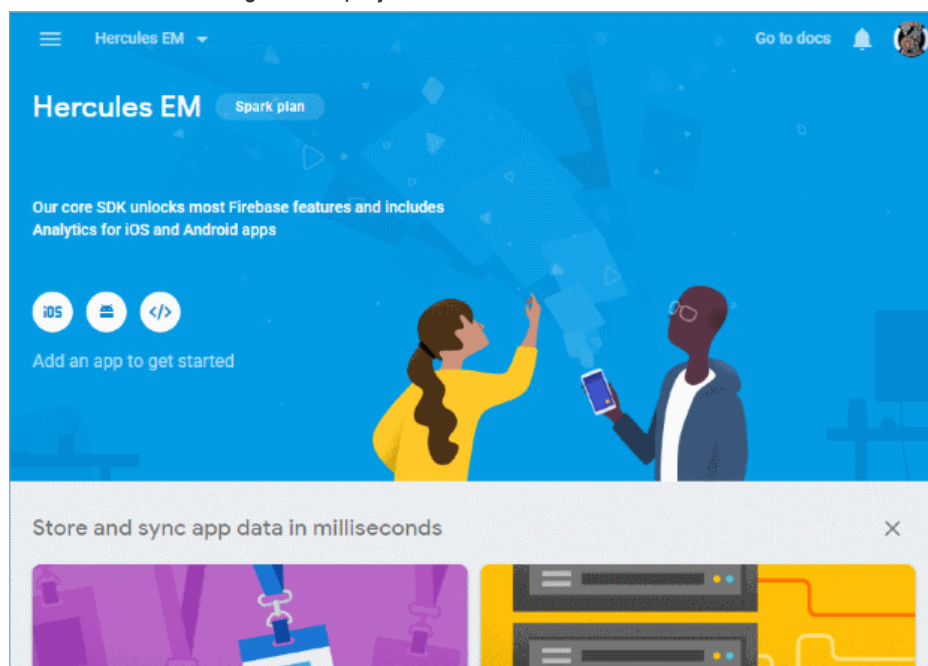 Hercules EM
Go to docs
Hercules EM
Spark plan
Our core SDK unlocks most Firebase features and includes
Analytics for iOS and Android apps
iOS
</>
Add an app to get started
Store and sync app data in milliseconds